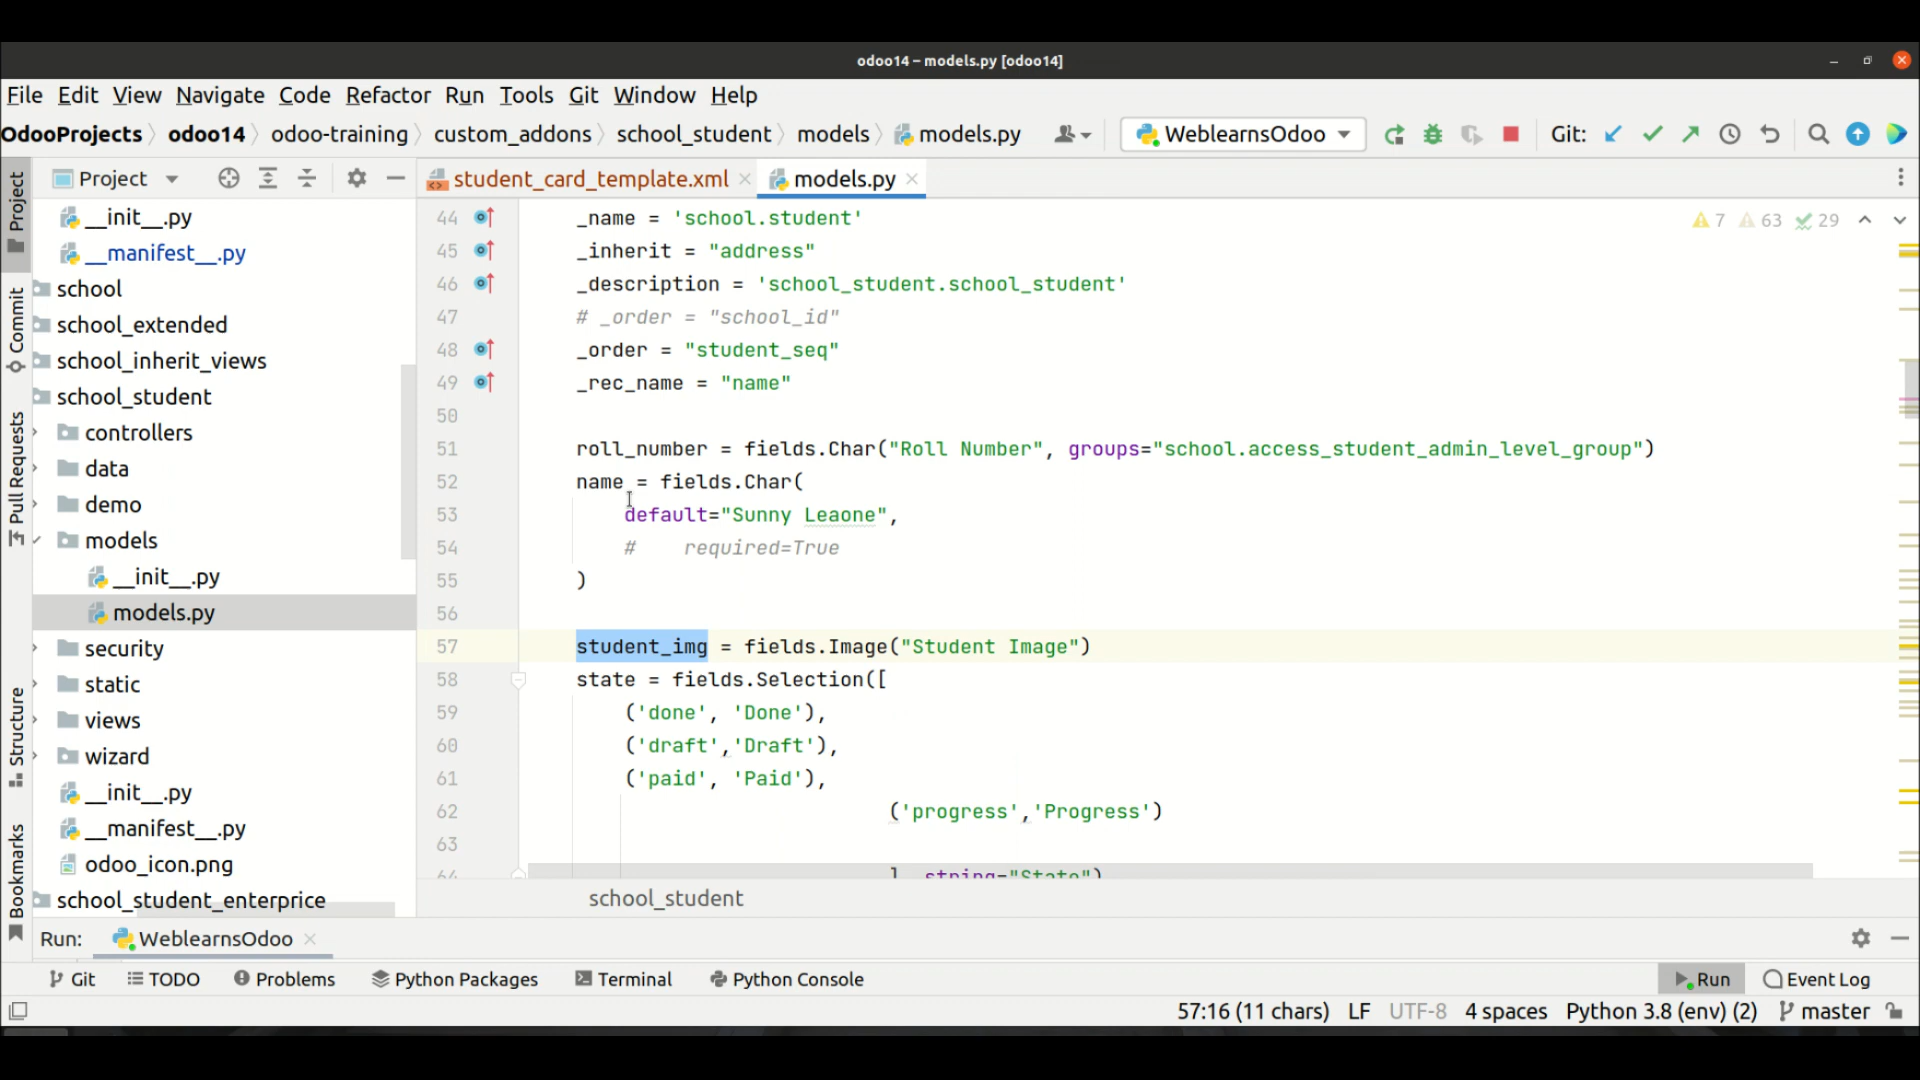 odoo14 – models.py [odoo14]
File Edit View Navigate Code Refactor Run Tools Git Window Help
OdooProjects odoo14 odoo-training custom_addons school_student models models.py WeblearnsOdoo Git:
Project student_card_template.xml models.py
Project
Commit
Pull Requests
Structure
Bookmarks
__init__.py
__manifest__.py
school
school_extended
school_inherit_views
school_student
controllers
data
demo
models
__init__.py
models.py
security
static
views
wizard
__init__.py
__manifest__.py
odoo_icon.png
school_student_enterprice
7 63 29
44 _name = 'school.student'
45 _inherit = "address"
46 _description = 'school_student.school_student'
47 # _order = "school_id"
48 _order = "student_seq"
49 _rec_name = "name"
50
51 roll_number = fields.Char("Roll Number", groups="school.access_student_admin_level_group")
52 name = fields.Char(
53 default="Sunny Leaone",
54 # required=True
55 )
56
57 student_img = fields.Image("Student Image")
58 state = fields.Selection([
59 ('done', 'Done'),
60 ('draft','Draft'),
61 ('paid', 'Paid'),
62 ('progress','Progress')
63
64 ], string="State")
school_student
Run: WeblearnsOdoo
Git TODO Problems Python Packages Terminal Python Console Run Event Log
57:16 (11 chars) LF UTF-8 4 spaces Python 3.8 (env) (2) master